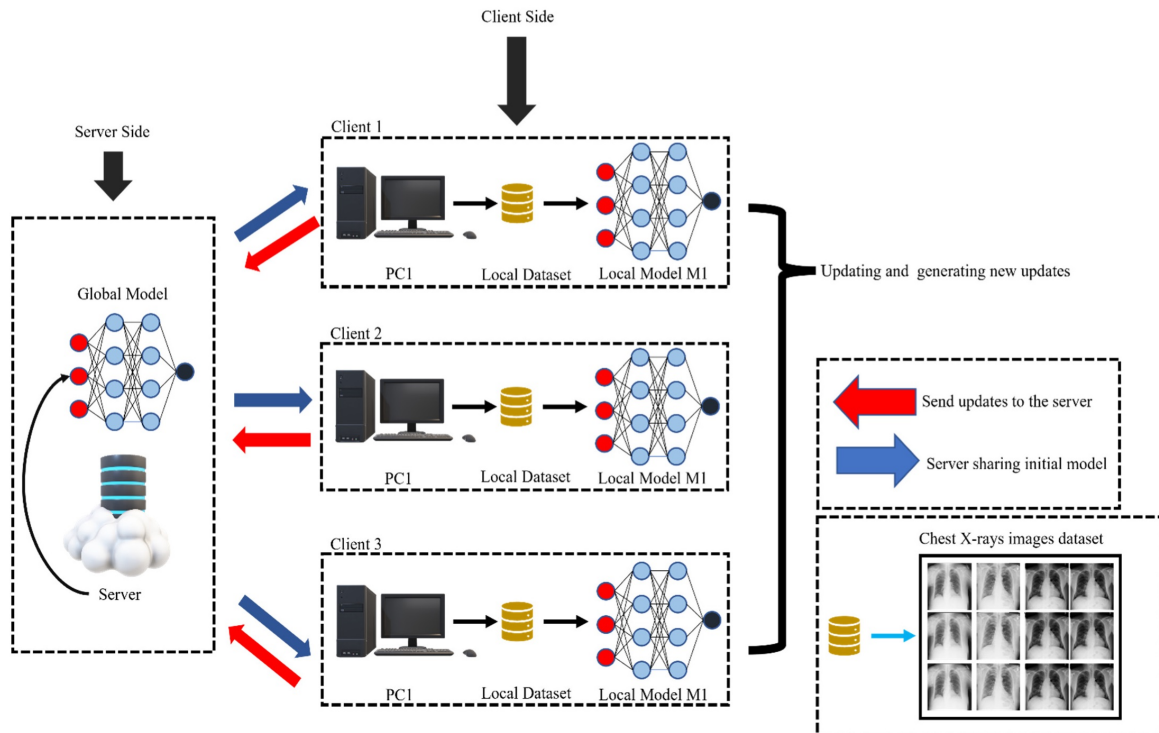 Client Side
Server Side
Client 1
PC1
Local Dataset
Local Model M1
Global Model
Server
Client 2
PC1
Local Dataset
Local Model M1
Client 3
PC1
Local Dataset
Local Model M1
Updating and generating new updates
Send updates to the server
Server sharing initial model
Chest X-rays images dataset